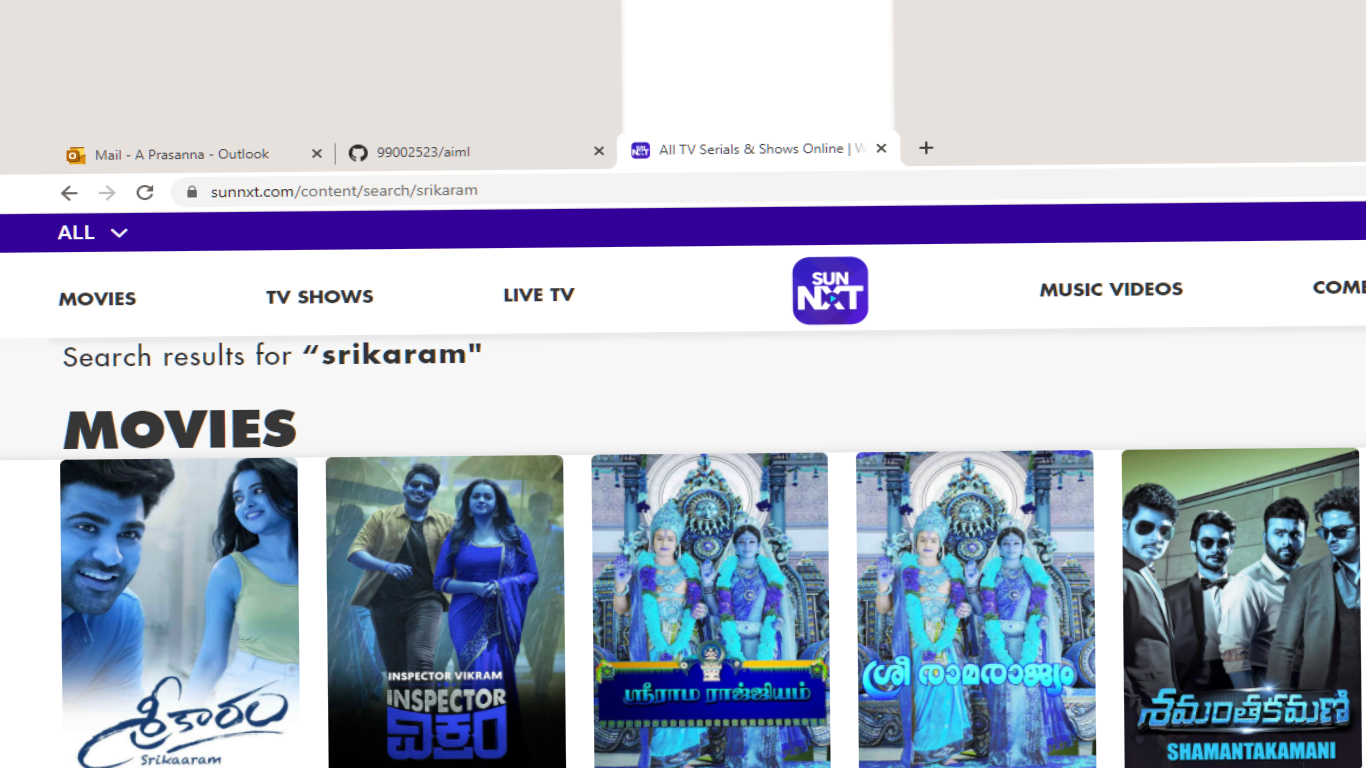 Mail - A Prasanna - Outlook
99002523/aiml
All TV Serials & Shows Online | W
sunnxt.com/content/search/srikaram
ALL
MOVIES TV SHOWS LIVE TV SUN NXT MUSIC VIDEOS COME
Search results for “srikaram"
MOVIES
శ్రీకారం
Srikaaram
INSPECTOR VIKRAM
INSPECTOR
విక్రం
ஸ்ரீராம ராஜ்ஜியம்
ശ്രീ രാമരാജ്യം
శమంతకమణి
SHAMANTAKAMANI